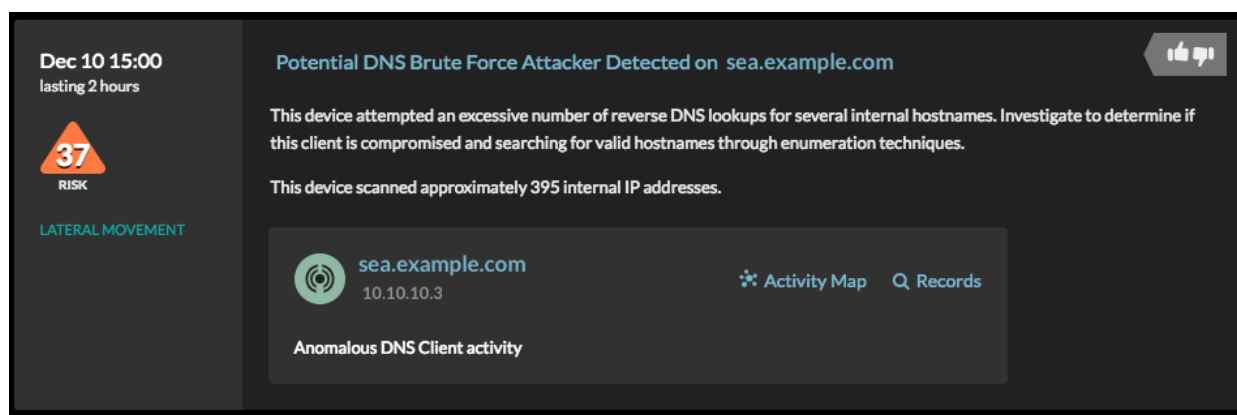 Dec 10 15:00
lasting 2 hours
37
RISK
LATERAL MOVEMENT
Potential DNS Brute Force Attacker Detected on sea.example.com
This device attempted an excessive number of reverse DNS lookups for several internal hostnames. Investigate to determine if
this client is compromised and searching for valid hostnames through enumeration techniques.
This device scanned approximately 395 internal IP addresses.
sea.example.com
10.10.10.3
Activity Map Records
Anomalous DNS Client activity